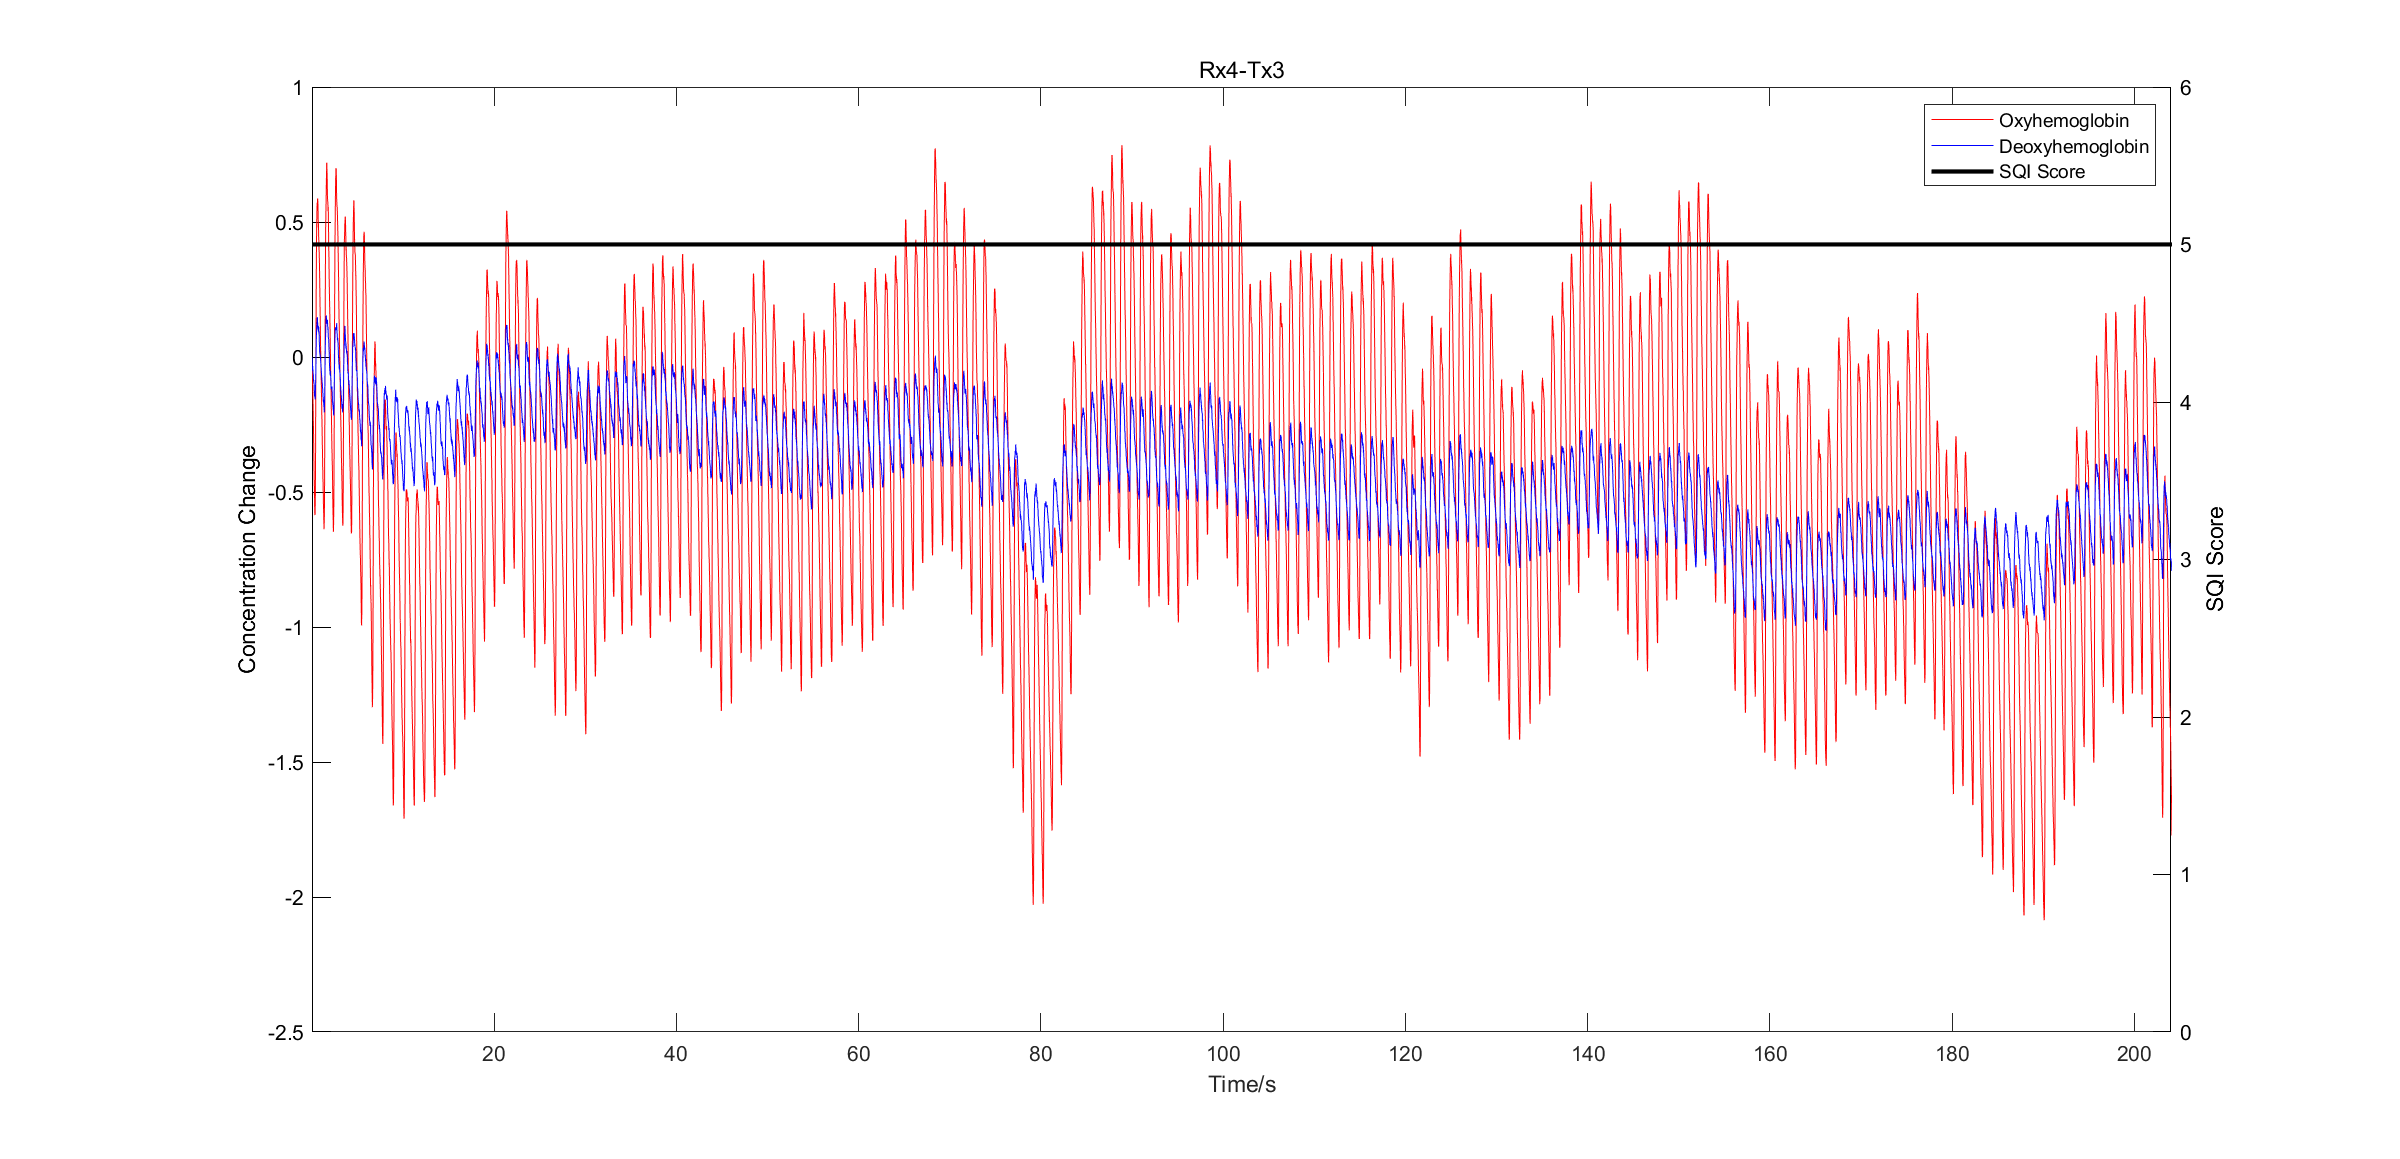 Rx4-Tx3
1
0.5
0
-0.5
-1
-1.5
-2
-2.5
Concentration Change
6
5
4
3
2
1
0
SQI Score
Oxyhemoglobin
Deoxyhemoglobin
SQI Score
20 40 60 80 100 120 140 160 180 200
Time/s